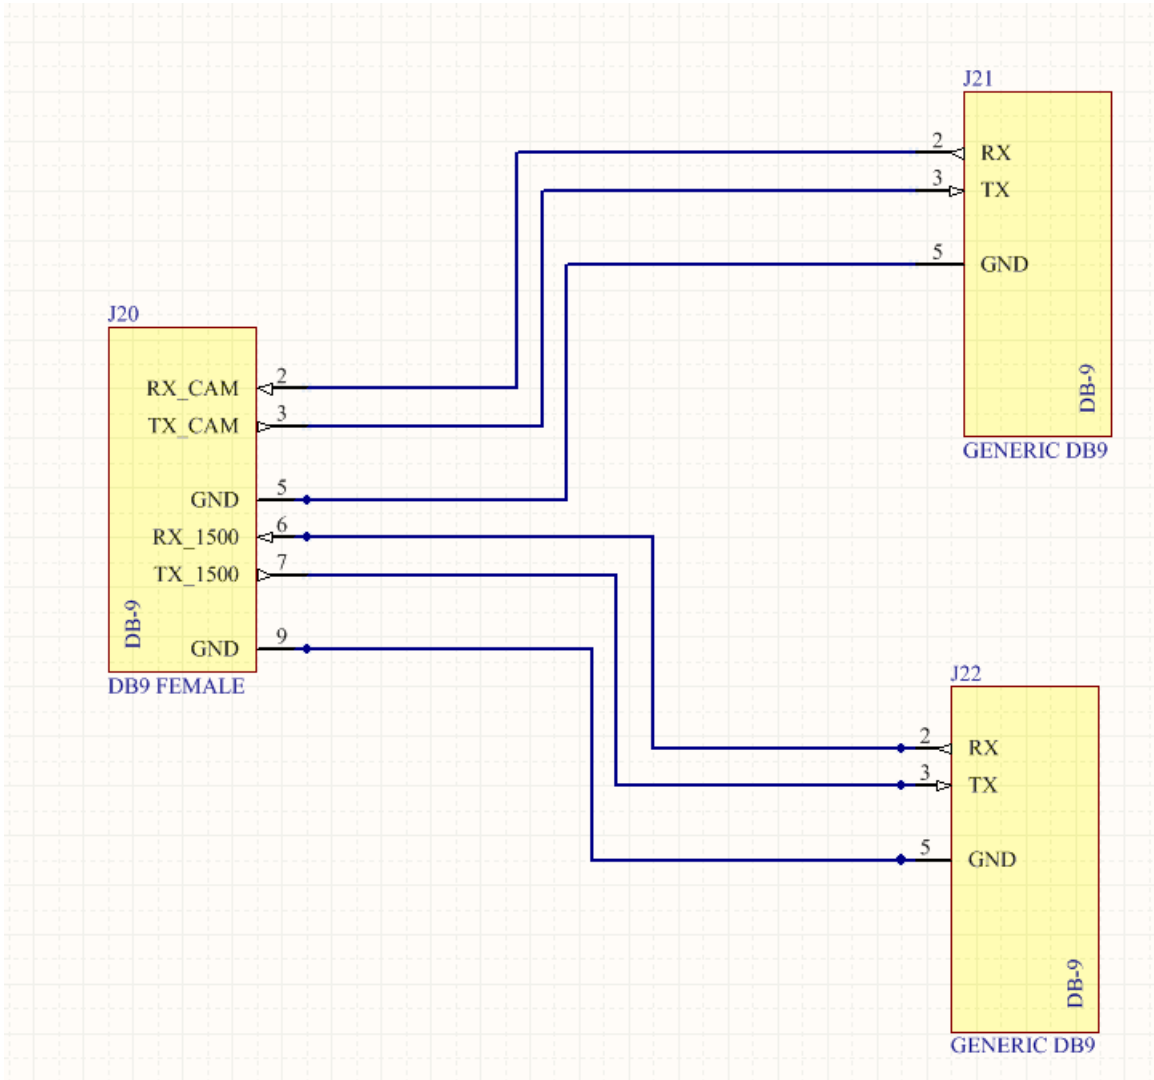 J21
2 RX
3 TX
5 GND
DB-9
GENERIC DB9
J20
RX_CAM 2
TX_CAM 3
GND 5
RX_1500 6
TX_1500 7
GND 9
DB-9
DB9 FEMALE
J22
2 RX
3 TX
5 GND
DB-9
GENERIC DB9